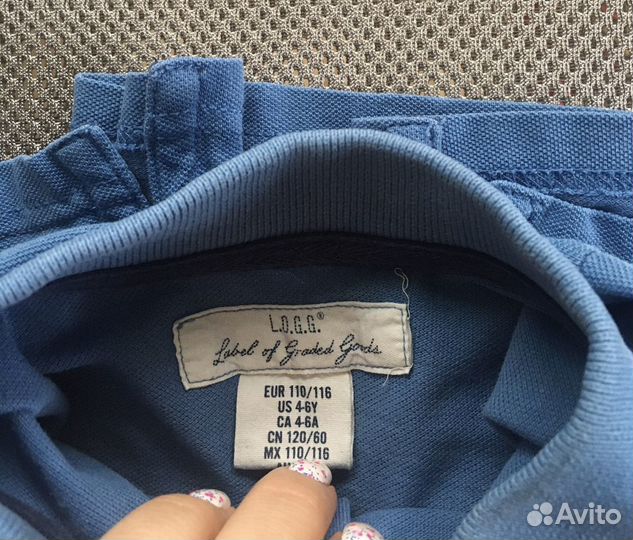 L.O.G.G.®
Label of Graded Goods
EUR 110/116
US 4-6Y
CA 4-6A
CN 120/60
MX 110/116
Avito